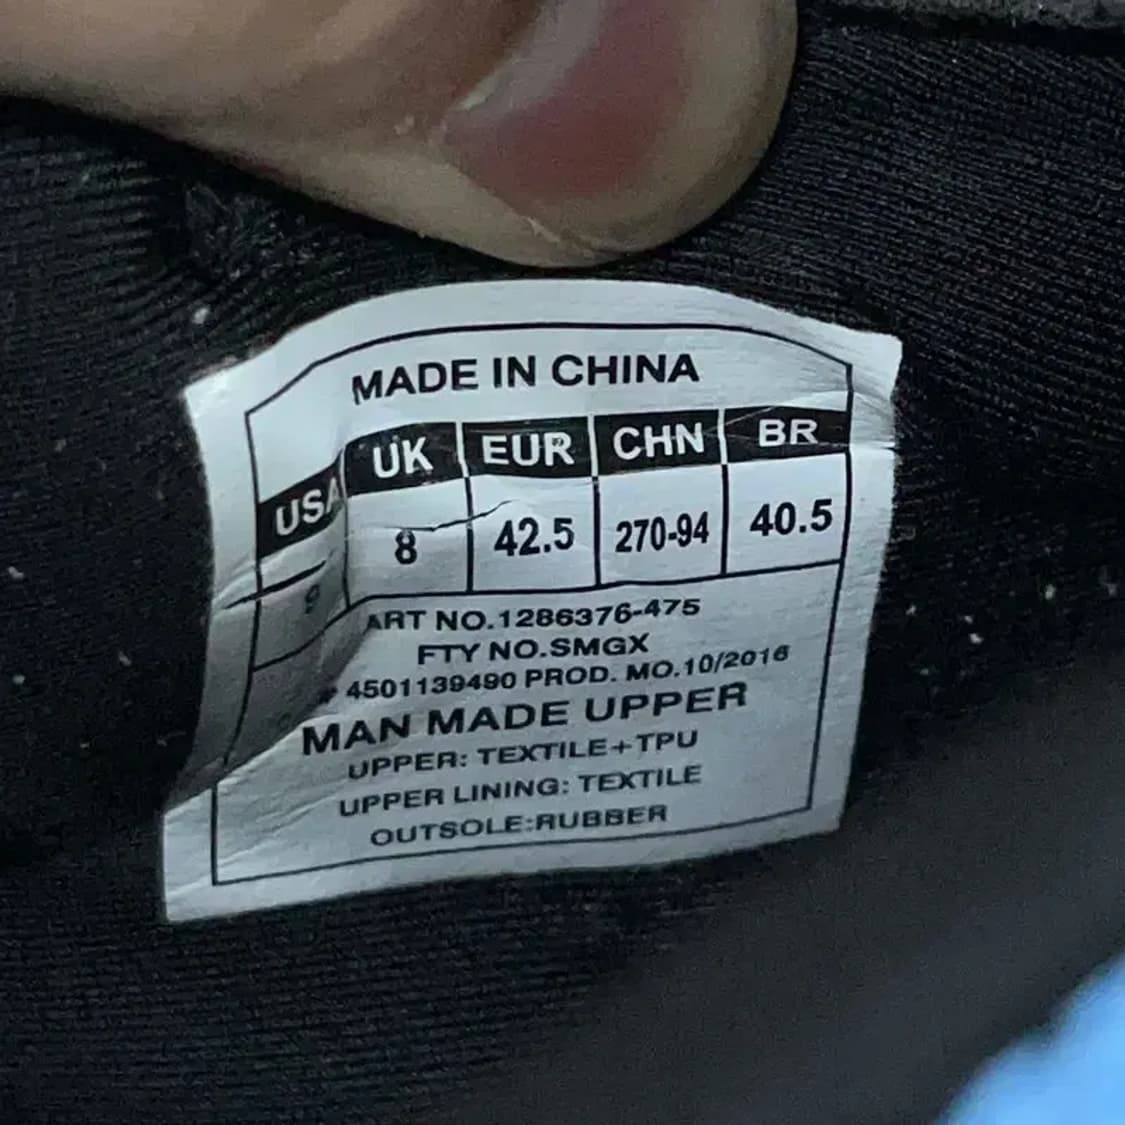 MADE IN CHINA
USA UK EUR CHN BR
9 8 42.5 270-94 40.5
ART NO.1286376-475
FTY NO.SMGX
4501139490 PROD. MO.10/2016
MAN MADE UPPER
UPPER: TEXTILE+TPU
UPPER LINING: TEXTILE
OUTSOLE:RUBBER